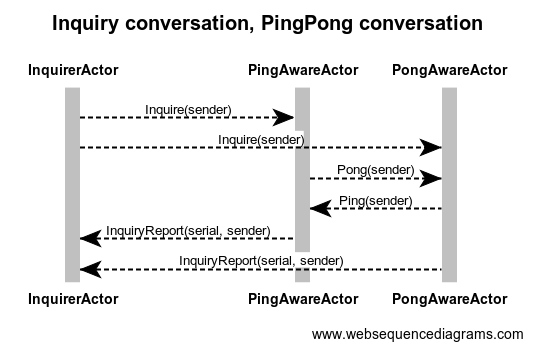 Inquiry conversation, PingPong conversation
InquirerActor PingAwareActor PongAwareActor
Inquire(sender)
Inquire(sender)
Pong(sender)
Ping(sender)
InquiryReport(serial, sender)
InquiryReport(serial, sender)
InquirerActor PingAwareActor PongAwareActor
www.websequencediagrams.com